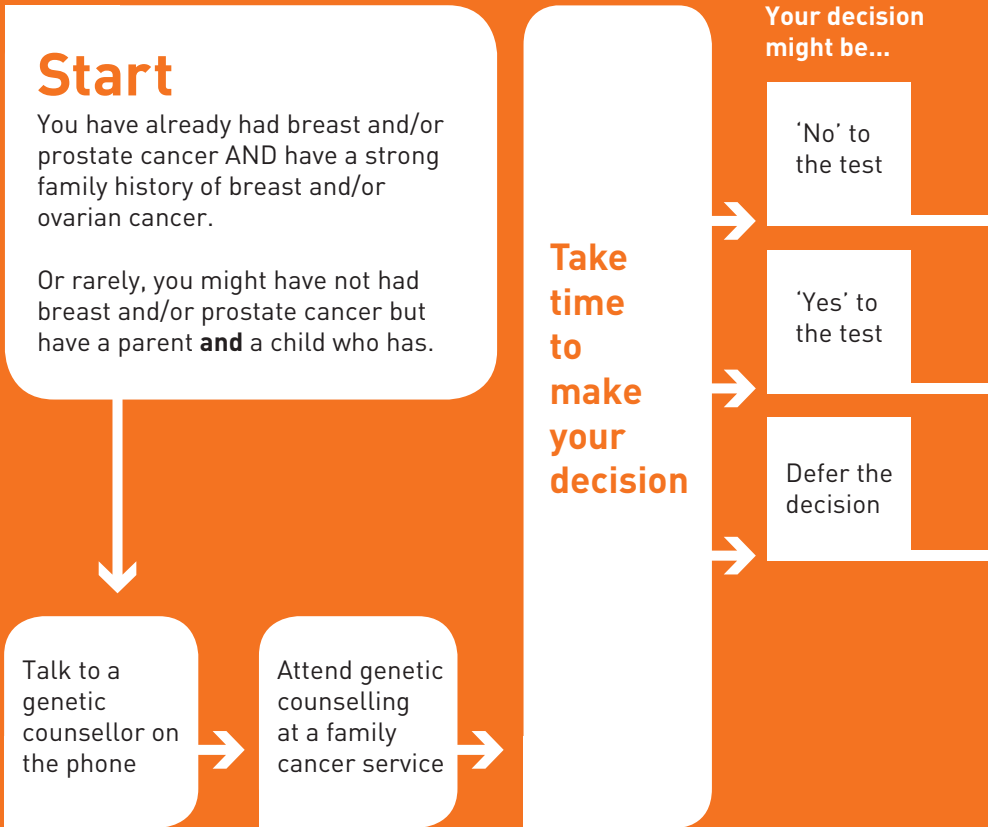 Start
You have already had breast and/or
prostate cancer AND have a strong
family history of breast and/or
ovarian cancer.
Or rarely, you might have not had
breast and/or prostate cancer but
have a parent and a child who has.
Talk to a
genetic
counsellor on
the phone
Attend genetic
counselling
at a family
cancer service
Take
time
to
make
your
decision
Your decision
might be...
‘No’ to
the test
‘Yes’ to
the test
Defer the
decision